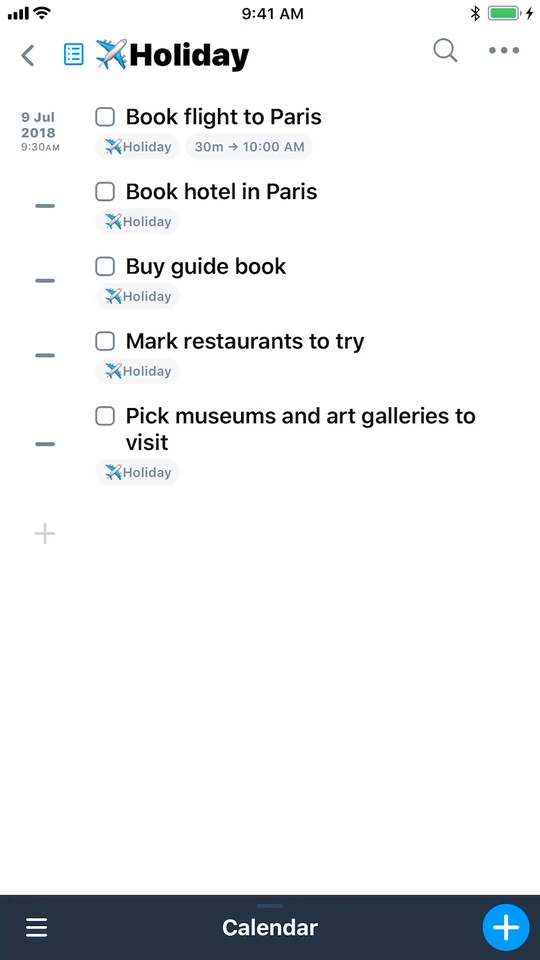 9:41 AM
✈️Holiday
9 Jul
2018
9:30AM
Book flight to Paris
✈️Holiday
30m → 10:00 AM
Book hotel in Paris
✈️Holiday
Buy guide book
✈️Holiday
Mark restaurants to try
✈️Holiday
Pick museums and art galleries to
visit
✈️Holiday
Calendar